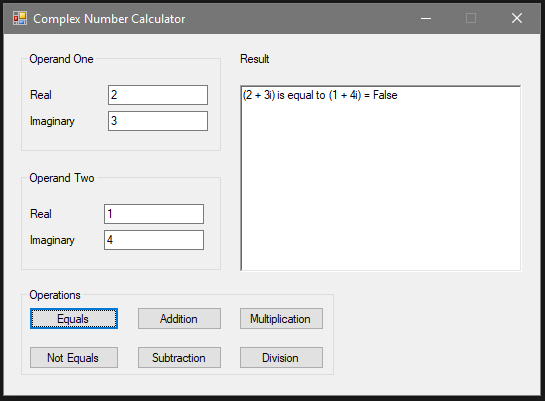 Complex Number Calculator
Operand One
Real 2
Imaginary 3
Operand Two
Real 1
Imaginary 4
Result
(2 + 3i) is equal to (1 + 4i) = False
Operations
Equals Addition Multiplication
Not Equals Subtraction Division